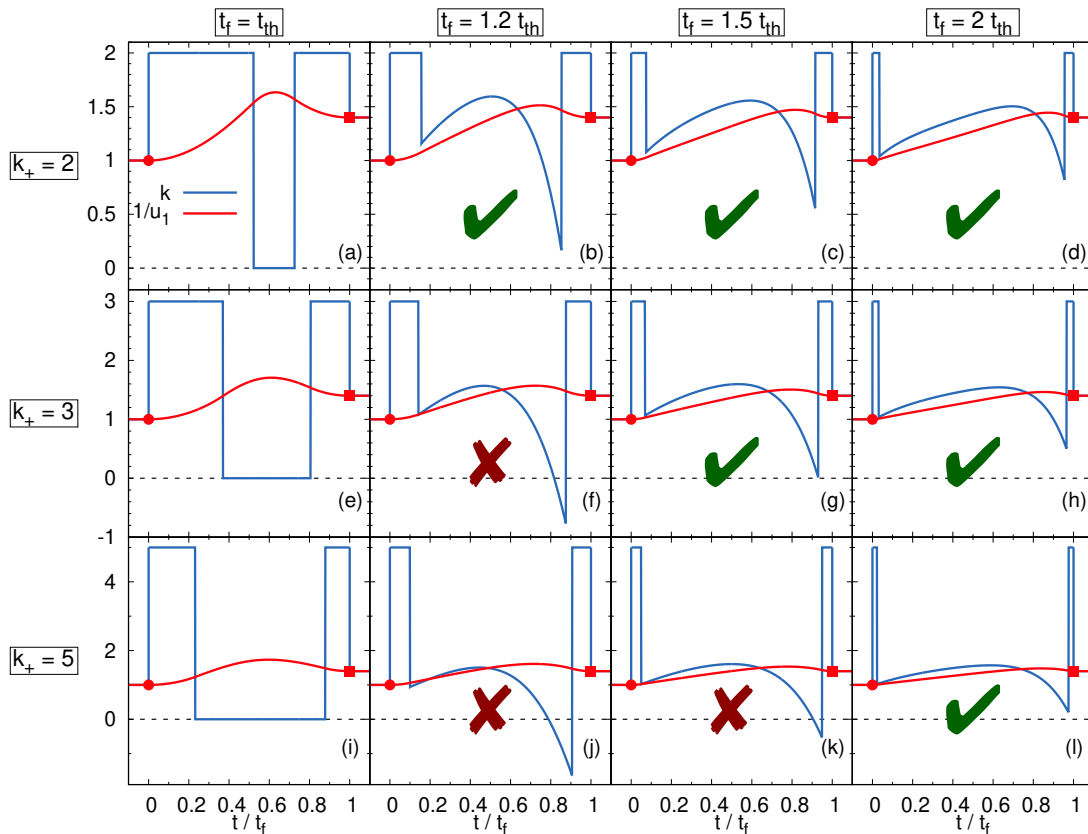 t_f = t_th t_f = 1.2 t_th t_f = 1.5 t_th t_f = 2 t_th
k_+ = 2
2
1.5
1
0.5
0
k
1/u_1
(a) (b) (c) (d)
k_+ = 3
3
2
1
0
-1
(e) (f) (g) (h)
k_+ = 5
4
2
0
(i) (j) (k) (l)
0 0.2 0.4 0.6 0.8 1 0 0.2 0.4 0.6 0.8 1 0 0.2 0.4 0.6 0.8 1 0 0.2 0.4 0.6 0.8 1
t / t_f t / t_f t / t_f t / t_f